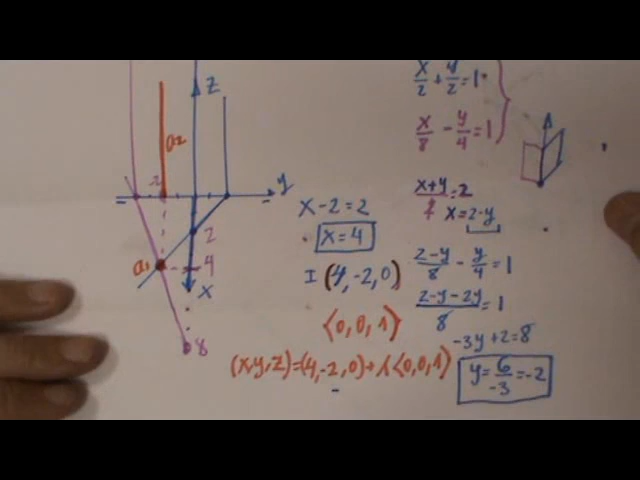 z
a2
-2
y
2
a1
4
x
8
x/2 + y/2 = 1
x/8 - y/4 = 1
x+y/1 = 2
x = 2-y
x-2=2
x=4
2-y/8 - y/4 = 1
I (4, -2, 0)
2-y-2y/8 = 1
(0, 0, 1)
-3y+2=8
(x,y,z)=(4,-2,0)+λ(0,0,1)
y = 6/-3 = -2